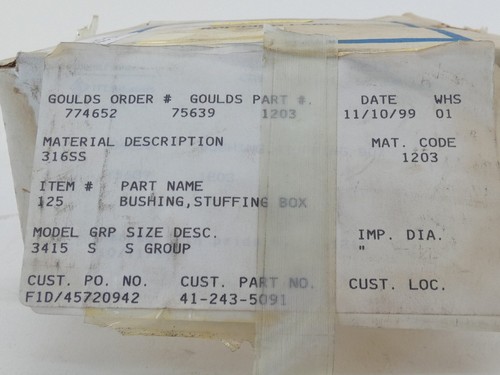 GOULDS ORDER # GOULDS PART #. DATE WHS
774652 75639 1203 11/10/99 01
MATERIAL DESCRIPTION MAT. CODE
316SS 1203
ITEM # PART NAME
125 BUSHING,STUFFING BOX
MODEL GRP SIZE DESC. IMP. DIA.
3415 S S GROUP "
CUST. PO. NO. CUST. PART NO. CUST. LOC.
F1D/45720942 41-243-5091